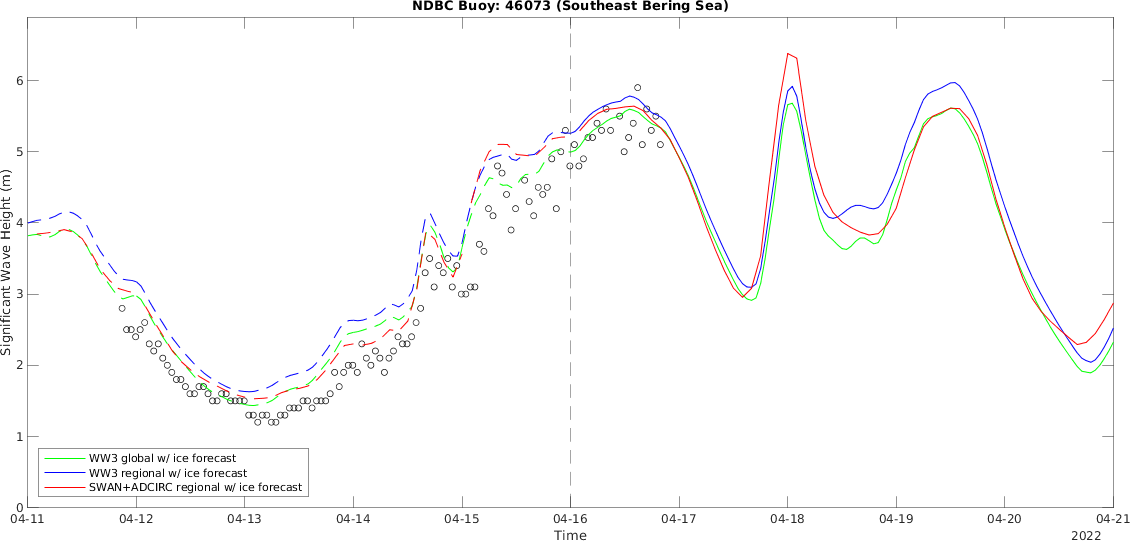 NDBC Buoy: 46073 (Southeast Bering Sea)
Significant Wave Height (m)
6
5
4
3
2
1
0
WW3 global w/ ice forecast
WW3 regional w/ ice forecast
SWAN+ADCIRC regional w/ ice forecast
04-11 04-12 04-13 04-14 04-15 04-16 04-17 04-18 04-19 04-20 04-21
Time
2022